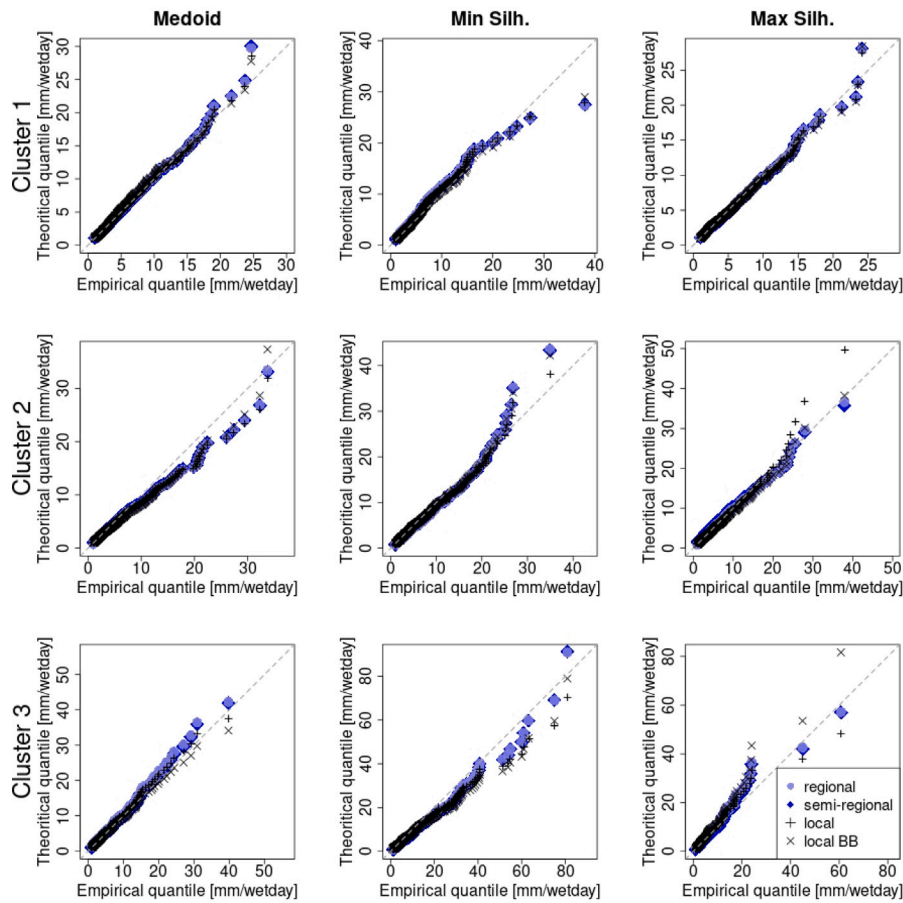 Medoid Min Silh. Max Silh.
Cluster 1
Theoritical quantile [mm/wetday]
0 5 10 15 20 25 30
0 5 10 15 20 25 30
Empirical quantile [mm/wetday]
Theoritical quantile [mm/wetday]
0 10 20 30 40
0 10 20 30 40
Empirical quantile [mm/wetday]
Theoritical quantile [mm/wetday]
0 5 10 15 20 25
0 5 10 15 20 25
Empirical quantile [mm/wetday]
Cluster 2
Theoritical quantile [mm/wetday]
0 10 20 30
0 10 20 30
Empirical quantile [mm/wetday]
Theoritical quantile [mm/wetday]
0 10 20 30 40
0 10 20 30 40
Empirical quantile [mm/wetday]
Theoritical quantile [mm/wetday]
0 10 20 30 40 50
0 10 20 30 40 50
Empirical quantile [mm/wetday]
Cluster 3
Theoritical quantile [mm/wetday]
0 10 20 30 40 50
0 10 20 30 40 50
Empirical quantile [mm/wetday]
Theoritical quantile [mm/wetday]
0 20 40 60 80
0 20 40 60 80
Empirical quantile [mm/wetday]
Theoritical quantile [mm/wetday]
0 20 40 60 80
0 20 40 60 80
Empirical quantile [mm/wetday]
regional
semi-regional
local
local BB